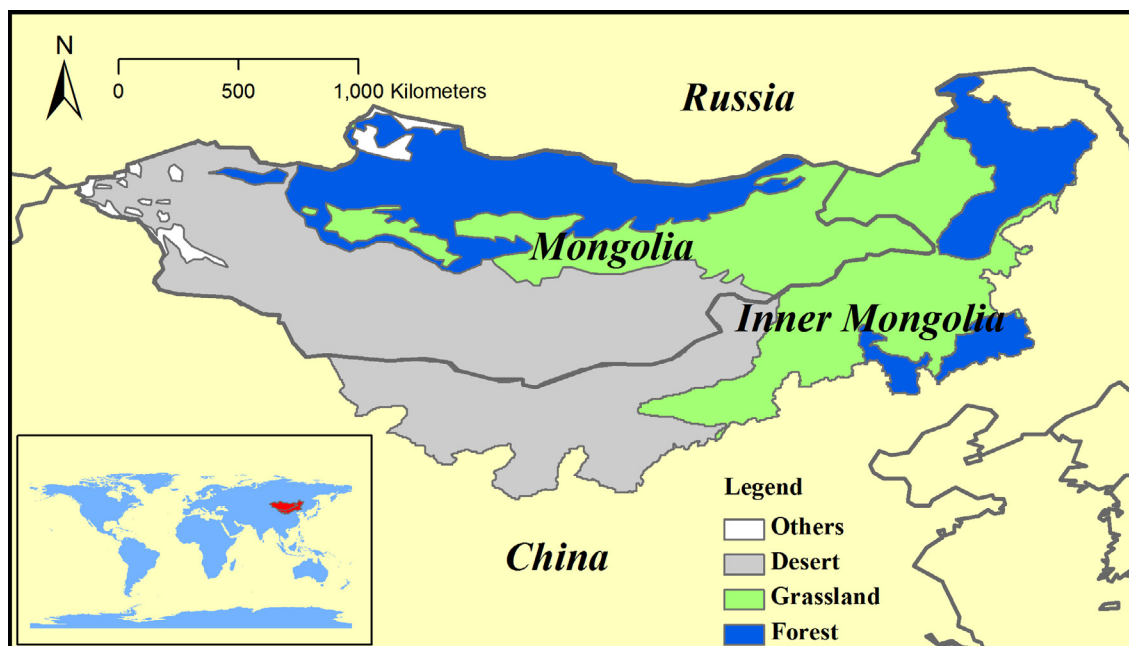 N
0 500 1,000 Kilometers
Russia
Mongolia
Inner Mongolia
China
Legend
Others
Desert
Grassland
Forest